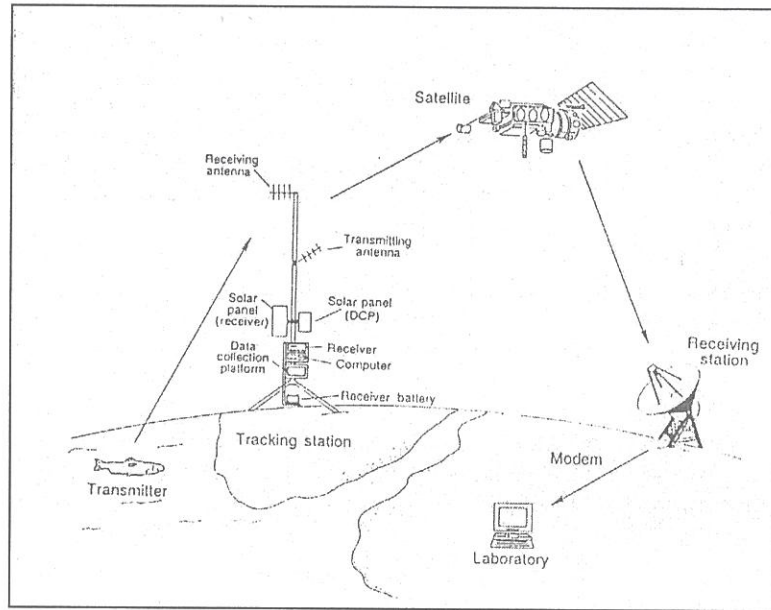 Satellite
Receiving
antenna
Transmitting
antenna
Solar
panel
(receiver)
Solar panel
(DCP)
Data
collection
platform
Receiver
Computer
Receiver battery
Receiving
station
Tracking station
Transmitter
Modem
Laboratory